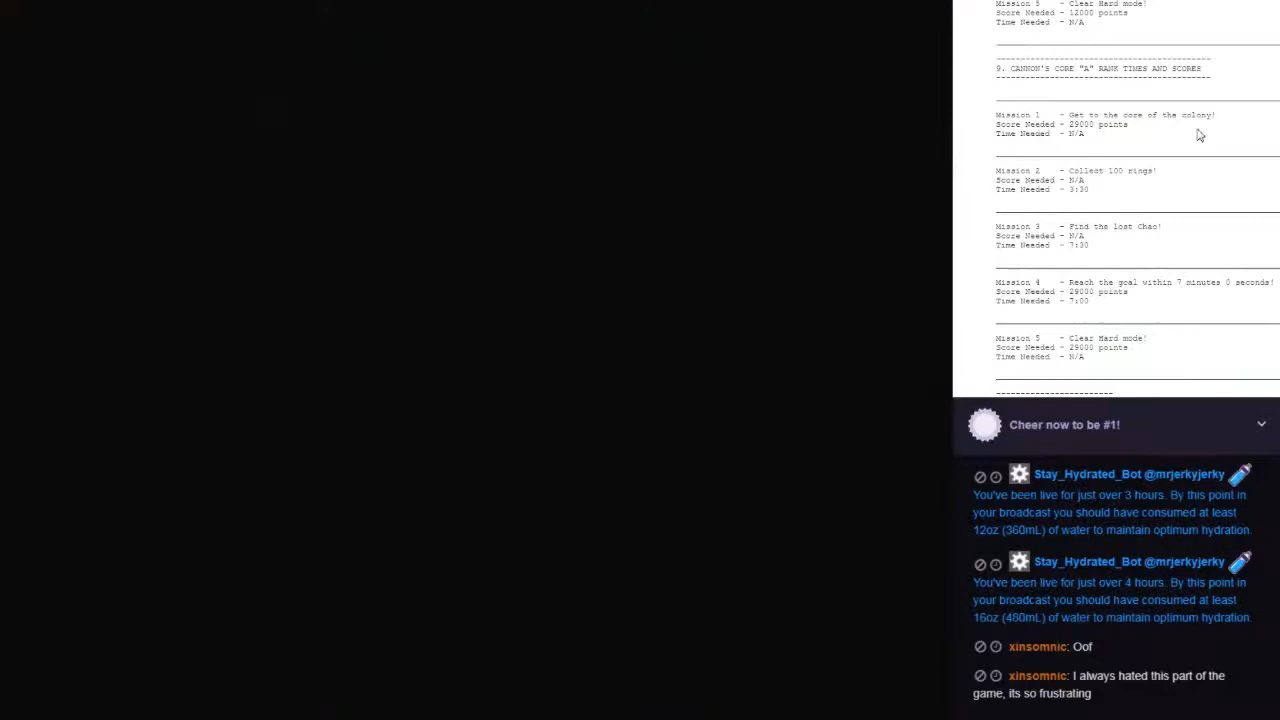 Mission 5 - Clear Hard mode!
Score Needed - 12000 points
Time Needed - N/A
9. CANNON'S CORE "A" RANK TIMES AND SCORES
Mission 1 - Get to the core of the colony!
Score Needed - 29000 points
Time Needed - N/A
Mission 2 - Collect 100 rings!
Score Needed - N/A
Time Needed - 3:30
Mission 3 - Find the lost Chao!
Score Needed - N/A
Time Needed - 7:30
Mission 4 - Reach the goal within 7 minutes 0 seconds!
Score Needed - 29000 points
Time Needed - 7:00
Mission 5 - Clear Hard mode!
Score Needed - 29000 points
Time Needed - N/A
Cheer now to be #1!
Stay_Hydrated_Bot @mrjerkyjerky
You've been live for just over 3 hours. By this point in
your broadcast you should have consumed at least
12oz (360mL) of water to maintain optimum hydration.
Stay_Hydrated_Bot @mrjerkyjerky
You've been live for just over 4 hours. By this point in
your broadcast you should have consumed at least
16oz (480mL) of water to maintain optimum hydration.
xinsomnic: Oof
xinsomnic: I always hated this part of the
game, its so frustrating